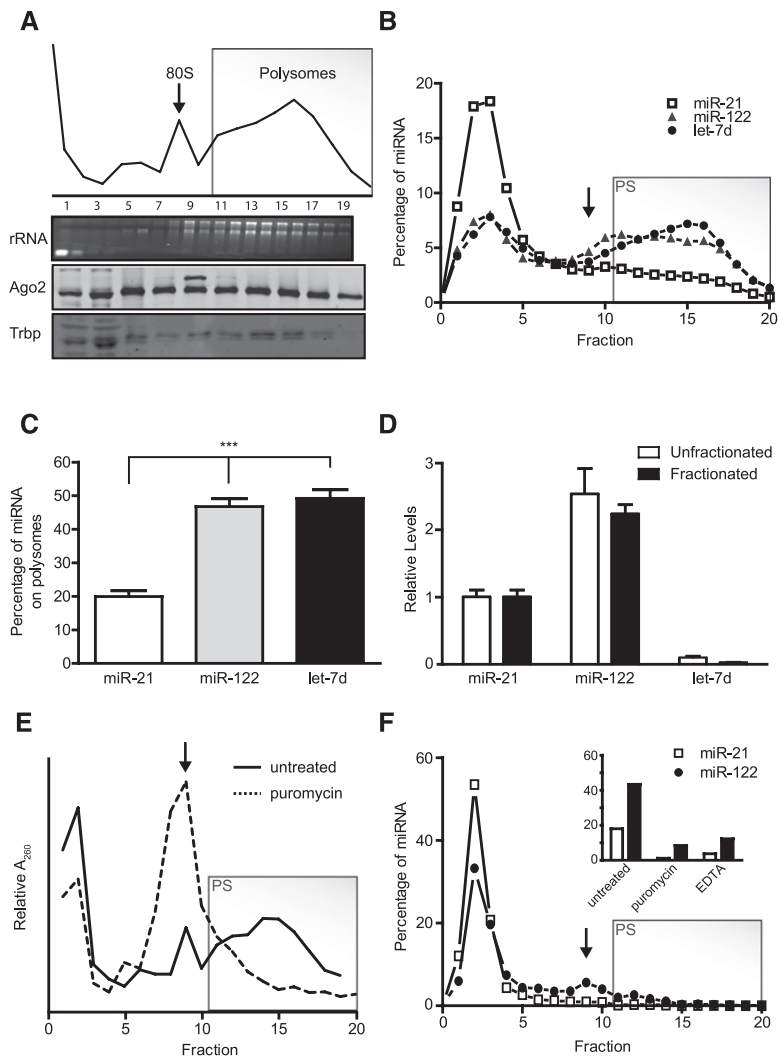 A
80S
Polysomes
1 3 5 7 9 11 13 15 17 19
rRNA
Ago2
Trbp
B
Percentage of miRNA
20
15
10
5
0
miR-21
miR-122
let-7d
PS
0 5 10 15 20
Fraction
C
Percentage of miRNA
on polysomes
60
50
40
30
20
10
0
***
miR-21 miR-122 let-7d
D
Relative Levels
3
2
1
0
Unfractionated
Fractionated
miR-21 miR-122 let-7d
E
Relative A260
untreated
puromycin
PS
0 5 10 15 20
Fraction
F
Percentage of miRNA
60
40
20
0
60
40
20
0
untreated
puromycin
EDTA
miR-21
miR-122
PS
0 5 10 15 20
Fraction